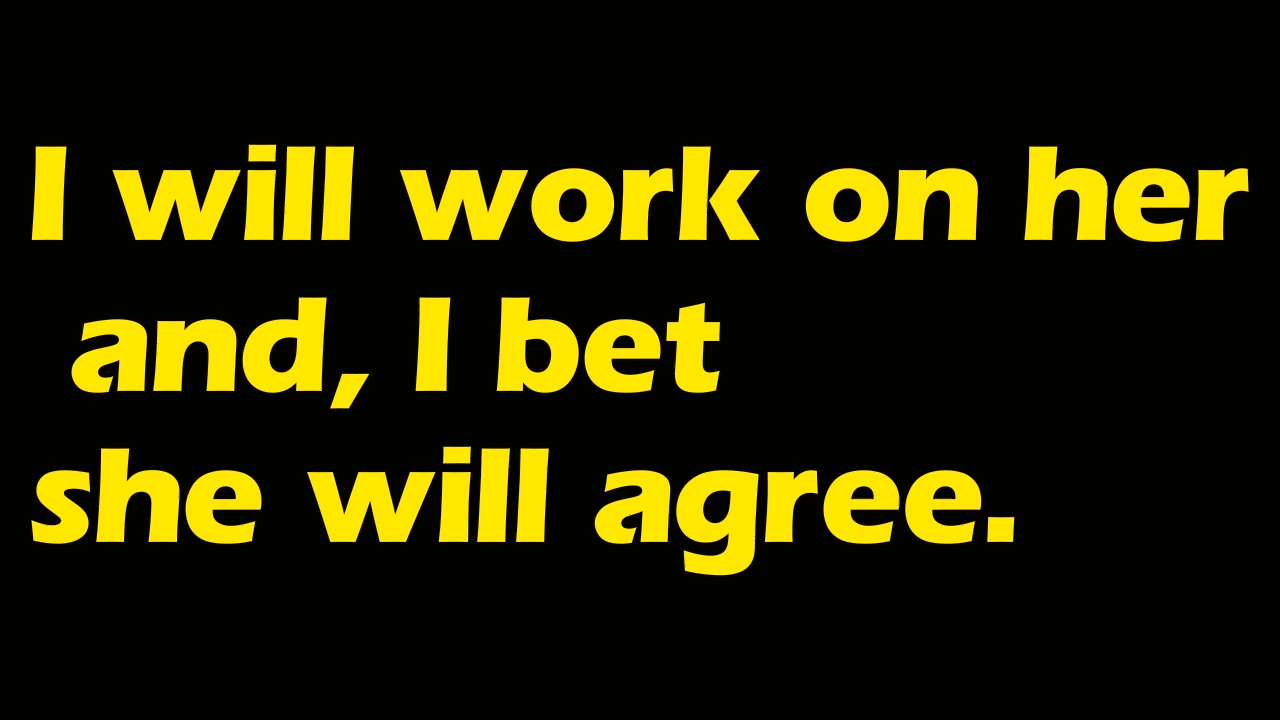 I will work on her
and, I bet
she will agree.